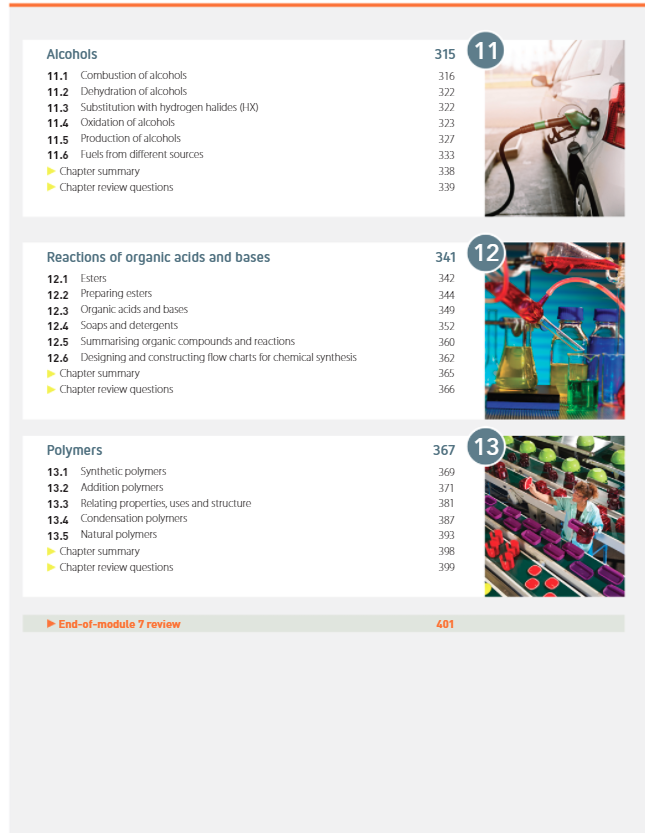 Alcohols 315 11
11.1 Combustion of alcohols 316
11.2 Dehydration of alcohols 322
11.3 Substitution with hydrogen halides (HX) 322
11.4 Oxidation of alcohols 323
11.5 Production of alcohols 327
11.6 Fuels from different sources 333
Chapter summary 338
Chapter review questions 339
Reactions of organic acids and bases 341 12
12.1 Esters 342
12.2 Preparing esters 344
12.3 Organic acids and bases 349
12.4 Soaps and detergents 352
12.5 Summarising organic compounds and reactions 360
12.6 Designing and constructing flow charts for chemical synthesis 362
Chapter summary 365
Chapter review questions 366
Polymers 367 13
13.1 Synthetic polymers 369
13.2 Addition polymers 371
13.3 Relating properties, uses and structure 381
13.4 Condensation polymers 387
13.5 Natural polymers 393
Chapter summary 398
Chapter review questions 399
End-of-module 7 review 401